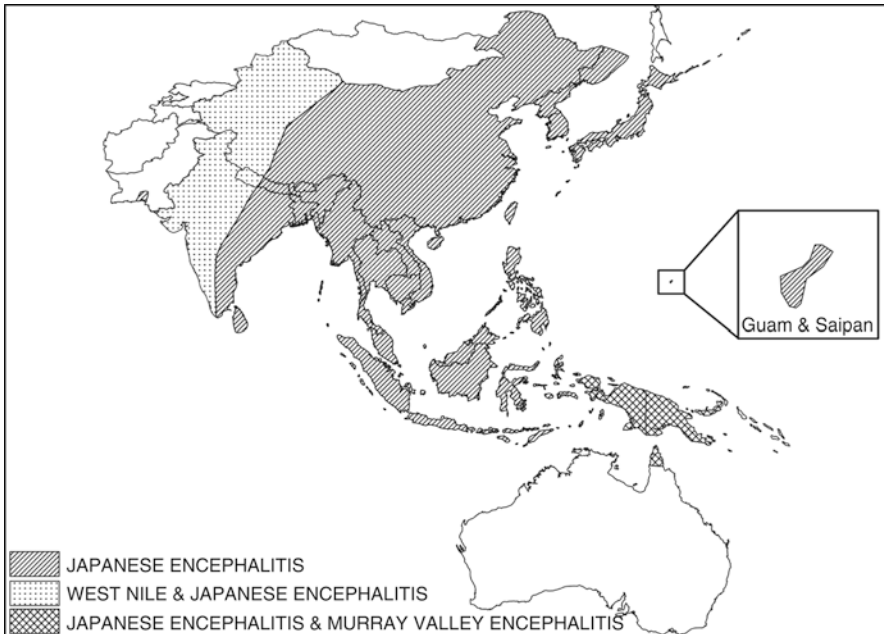 Guam & Saipan
JAPANESE ENCEPHALITIS
WEST NILE & JAPANESE ENCEPHALITIS
JAPANESE ENCEPHALITIS & MURRAY VALLEY ENCEPHALITIS